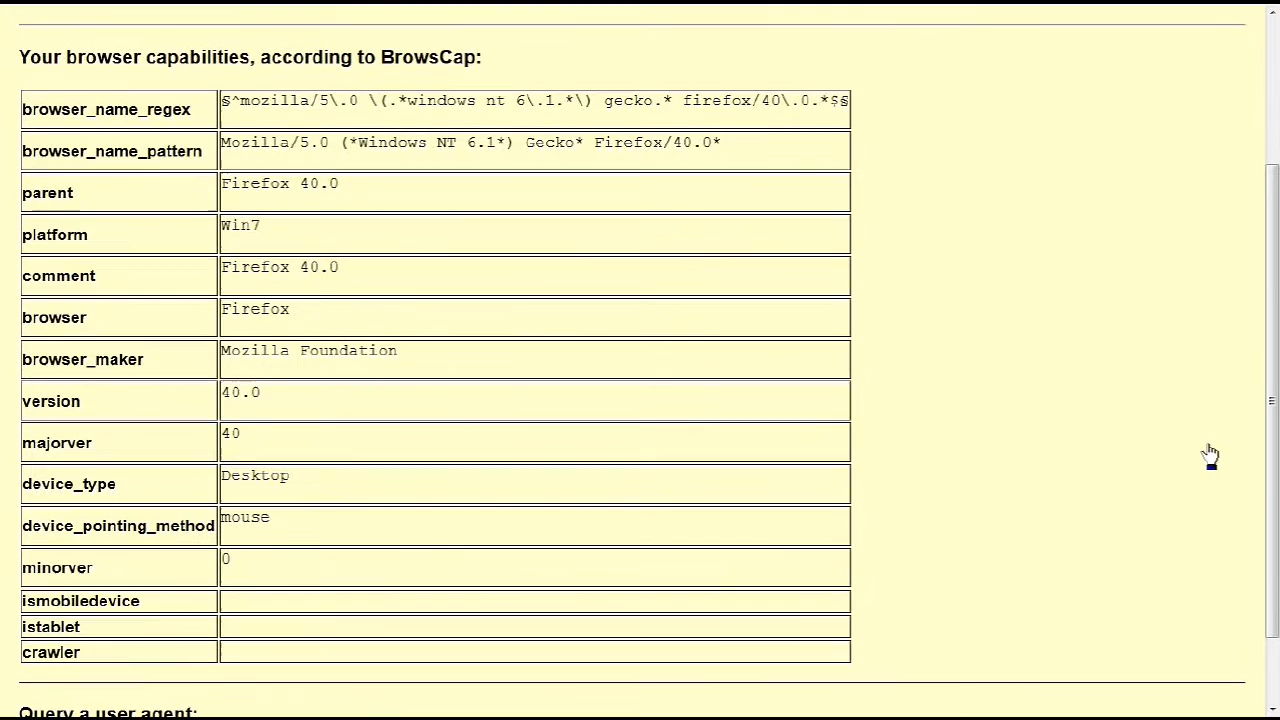 Your browser capabilities, according to BrowsCap:
browser_name_regex §^mozilla/5\.0 \(.*windows nt 6\.1.*\) gecko.* firefox/40\.0.*$§
browser_name_pattern Mozilla/5.0 (*Windows NT 6.1*) Gecko* Firefox/40.0*
parent Firefox 40.0
platform Win7
comment Firefox 40.0
browser Firefox
browser_maker Mozilla Foundation
version 40.0
majorver 40
device_type Desktop
device_pointing_method mouse
minorver 0
ismobiledevice
istablet
crawler
Query a user agent: